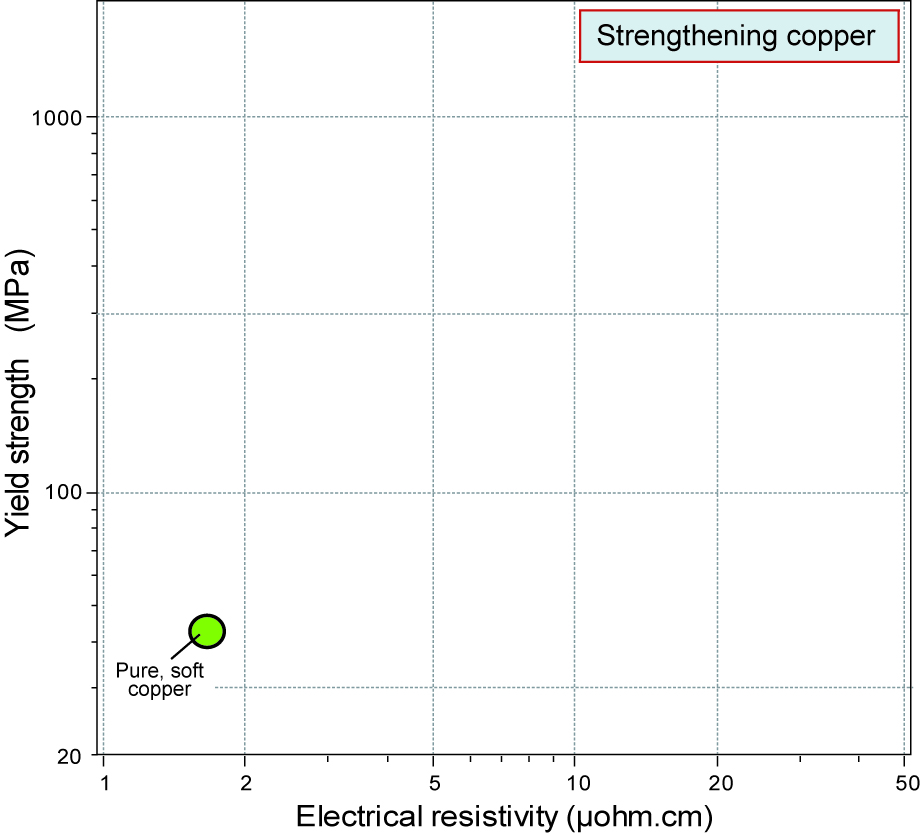 Strengthening copper
1000
Yield strength (MPa)
100
Pure, soft
copper
20
1 2 5 10 20 50
Electrical resistivity (μohm.cm)